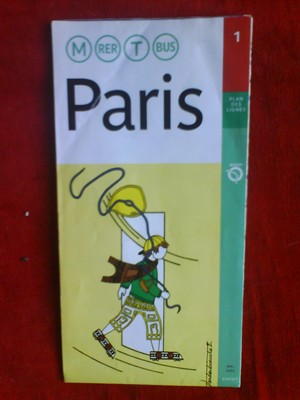 M RER T BUS
1
Paris
PLAN
DES
LIGNES